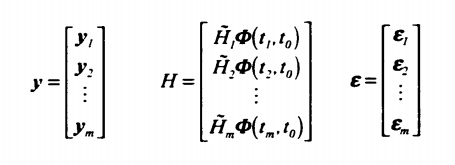 y = [y₁ y₂ ⋮ yₘ]
H = [H̃₁Φ(t₁,t₀) H̃₂Φ(t₂,t₀) ⋮ H̃ₘΦ(tₘ,t₀)]
ε = [ε₁ ε₂ ⋮ εₘ]